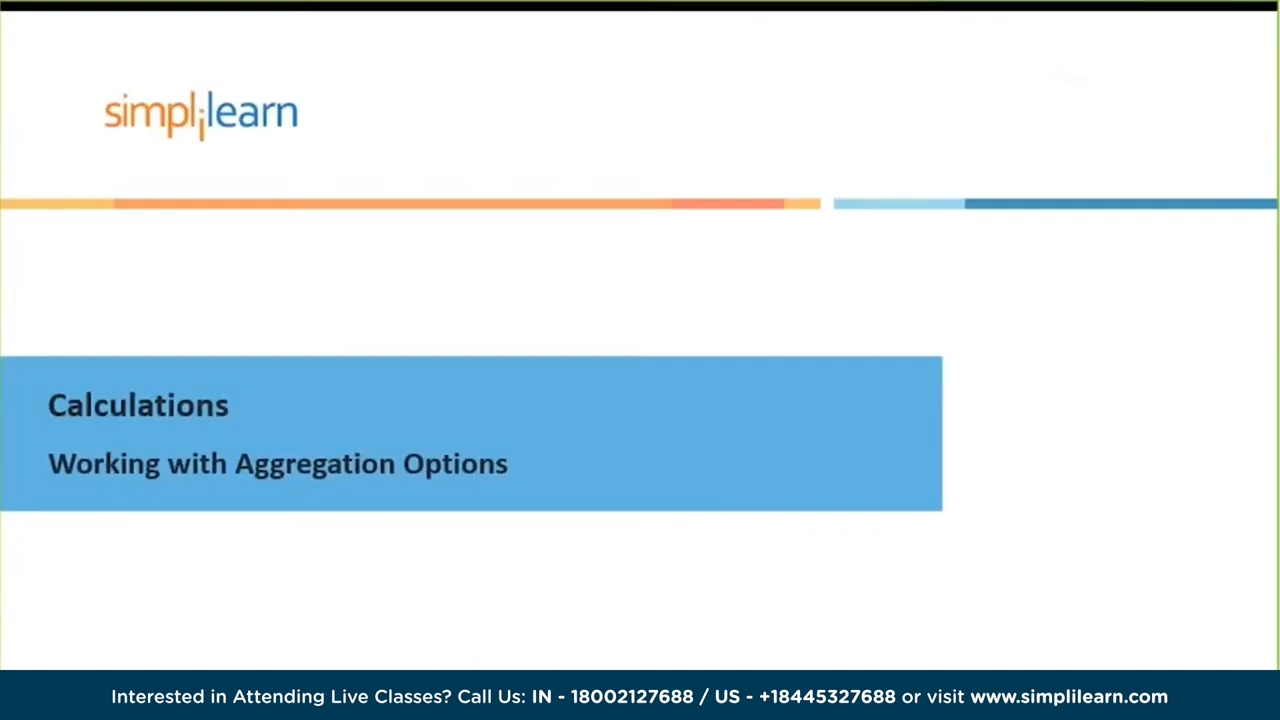 simplilearn
Calculations
Working with Aggregation Options
Interested in Attending Live Classes? Call Us: IN - 18002127688 / US - +18445327688 or visit www.simplilearn.com